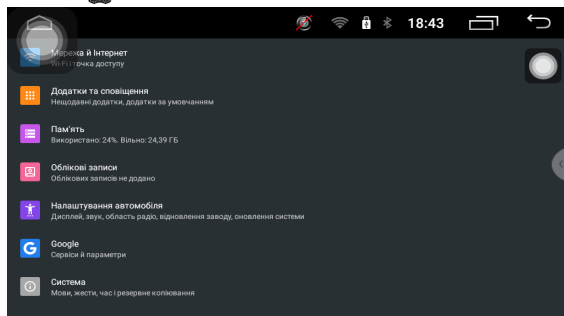 18:43
Мережа й Інтернет
Wi-Fi і точка доступу
Додатки та сповіщення
Нещодавні додатки, додатки за умовчанням
Пам'ять
Використано: 24%. Вільно: 24,39 ГБ
Облікові записи
Облікових записів не додано
Налаштування автомобіля
Дисплей, звук, область радіо, відновлення заводу, оновлення системи
G
Google
Сервіси й параметри
Система
Мови, жести, час і резервне копіювання